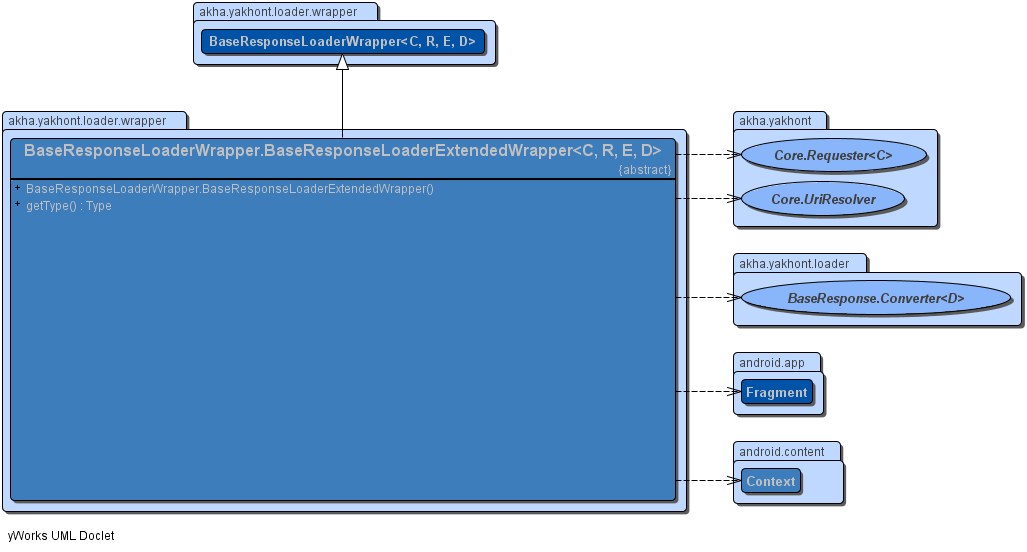 akha.yakhont.loader.wrapper
BaseResponseLoaderWrapper<C, R, E, D>
akha.yakhont.loader.wrapper
BaseResponseLoaderWrapper.BaseResponseLoaderExtendedWrapper<C, R, E, D>
{abstract}
+ BaseResponseLoaderWrapper.BaseResponseLoaderExtendedWrapper()
+ getType() : Type
akha.yakhont
Core.Requester<C>
Core.UriResolver
akha.yakhont.loader
BaseResponse.Converter<D>
android.app
Fragment
android.content
Context
yWorks UML Doclet